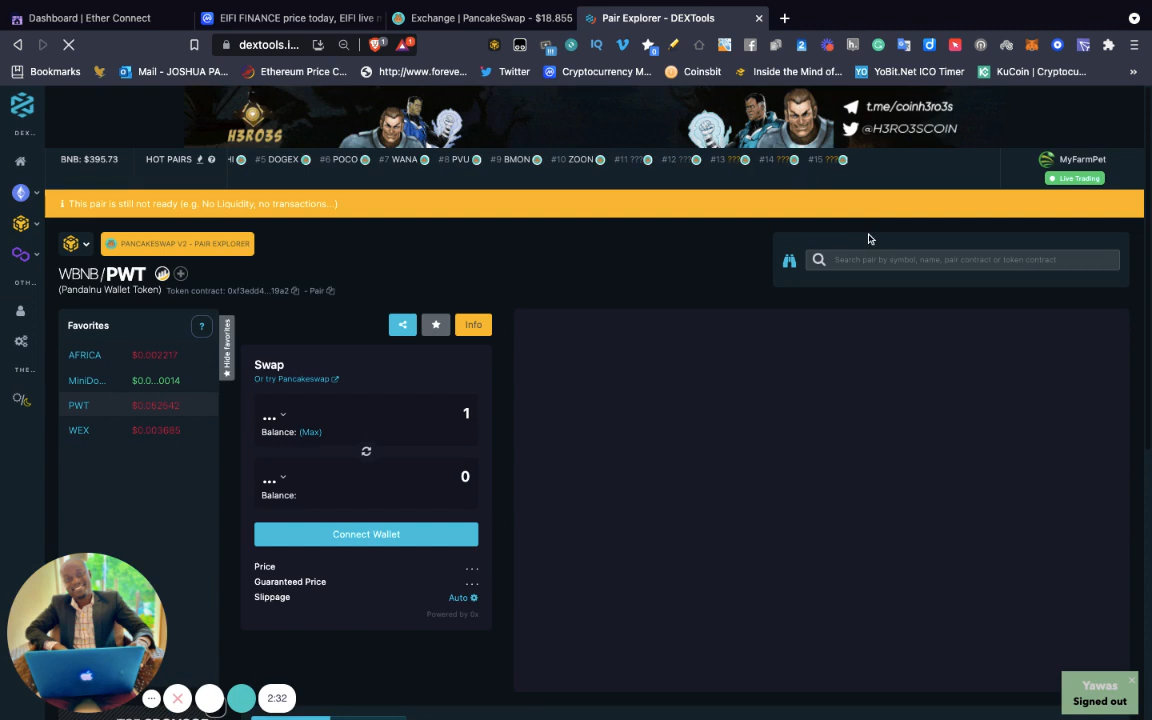 Dashboard | Ether Connect
EIFI FINANCE price today, EIFI live n
Exchange | PancakeSwap - $18.855
Pair Explorer - DEXTools
dextools.i...
Bookmarks
Mail - JOSHUA PA...
Ethereum Price C...
http://www.foreve...
Twitter
Cryptocurrency M...
Coinsbit
Inside the Mind of...
YoBit.Net ICO Timer
KuCoin | Cryptocu...
H3RO3S
t.me/coinh3ro3s
@H3RO3SCOIN
DEX...
BNB: $395.73
HOT PAIRS
#5 DOGEX
#6 POCO
#7 WANA
#8 PVU
#9 BMON
#10 ZOON
#11 ???
#12 ???
#13 ???
#14 ???
#15 ???
MyFarmPet
Live Trading
This pair is still not ready (e.g. No Liquidity, no transactions...)
PANCAKESWAP V2 - PAIR EXPLORER
Search pair by symbol, name, pair contract or token contract
WBNB/PWT
(PandaInu Wallet Token) Token contract: 0xf3edd4...19a2 - Pair
OTH...
THE...
Favorites
?
Hide favorites
AFRICA $0.002217
MiniDo... $0.0...0014
PWT $0.052542
WEX $0.003685
Info
Swap
Or try Pancakeswap
... 1
Balance: (Max)
... 0
Balance:
Connect Wallet
Price ...
Guaranteed Price ...
Slippage Auto
Powered by 0x
2:32
Yawas
Signed out